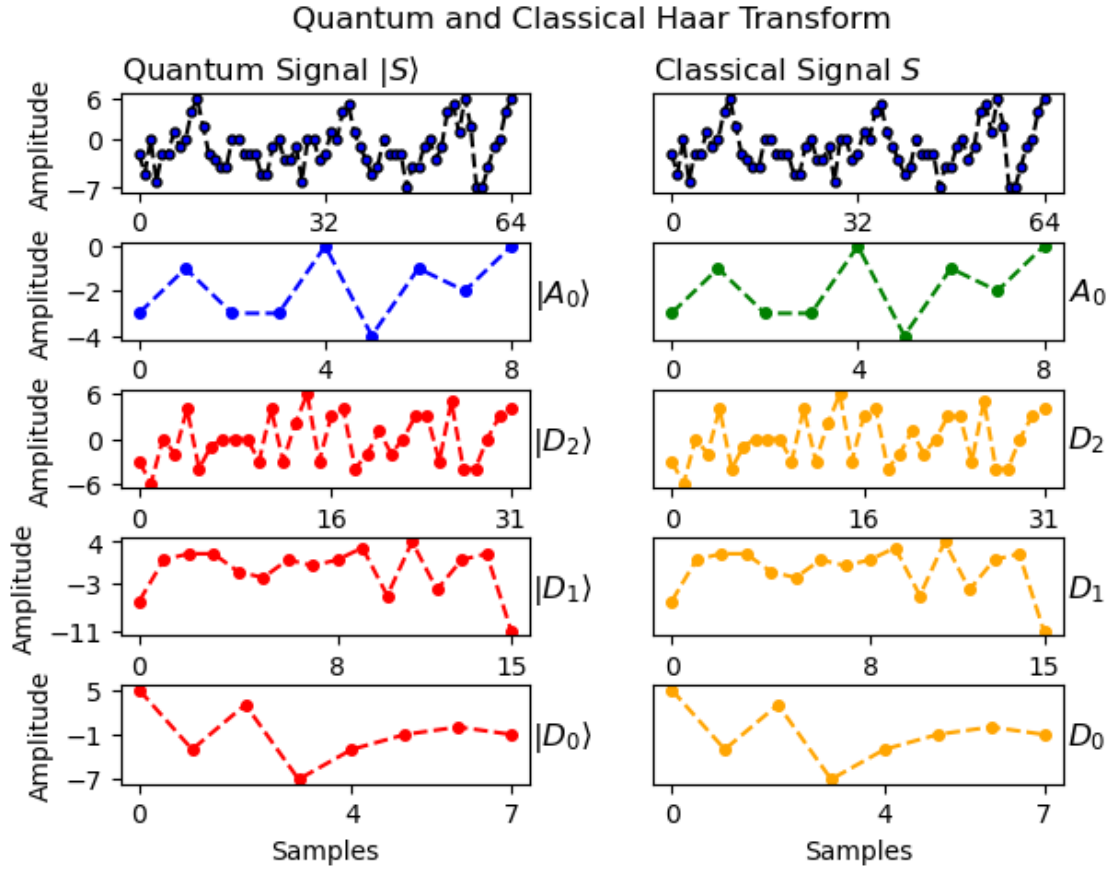 Quantum and Classical Haar Transform
Quantum Signal |S⟩
Classical Signal S
Amplitude
6
0
−7
0 32 64
0 32 64
Amplitude
0
−2
−4
|A₀⟩
A₀
0 4 8
0 4 8
Amplitude
6
0
−6
|D₂⟩
D₂
0 16 31
0 16 31
Amplitude
4
−3
−11
|D₁⟩
D₁
0 8 15
0 8 15
Amplitude
5
−1
−7
|D₀⟩
D₀
0 4 7
0 4 7
Samples
Samples